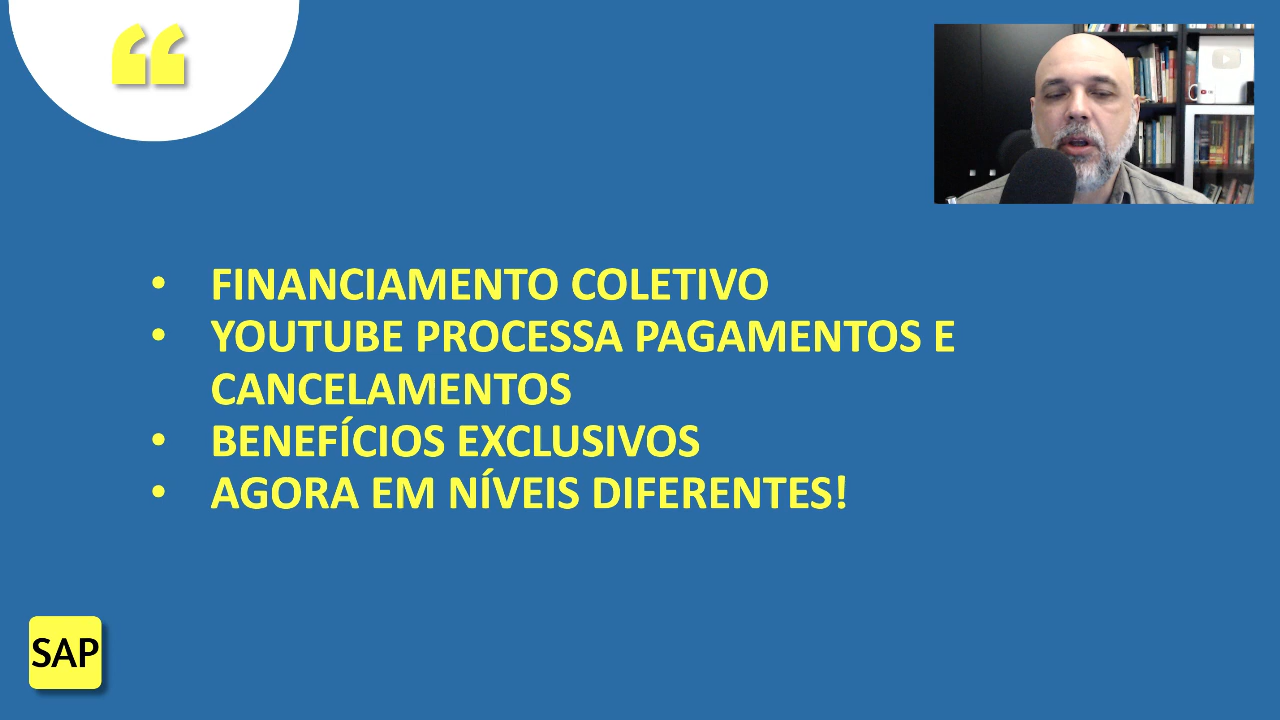 “
• FINANCIAMENTO COLETIVO
• YOUTUBE PROCESSA PAGAMENTOS E
CANCELAMENTOS
• BENEFÍCIOS EXCLUSIVOS
• AGORA EM NÍVEIS DIFERENTES!
SAP